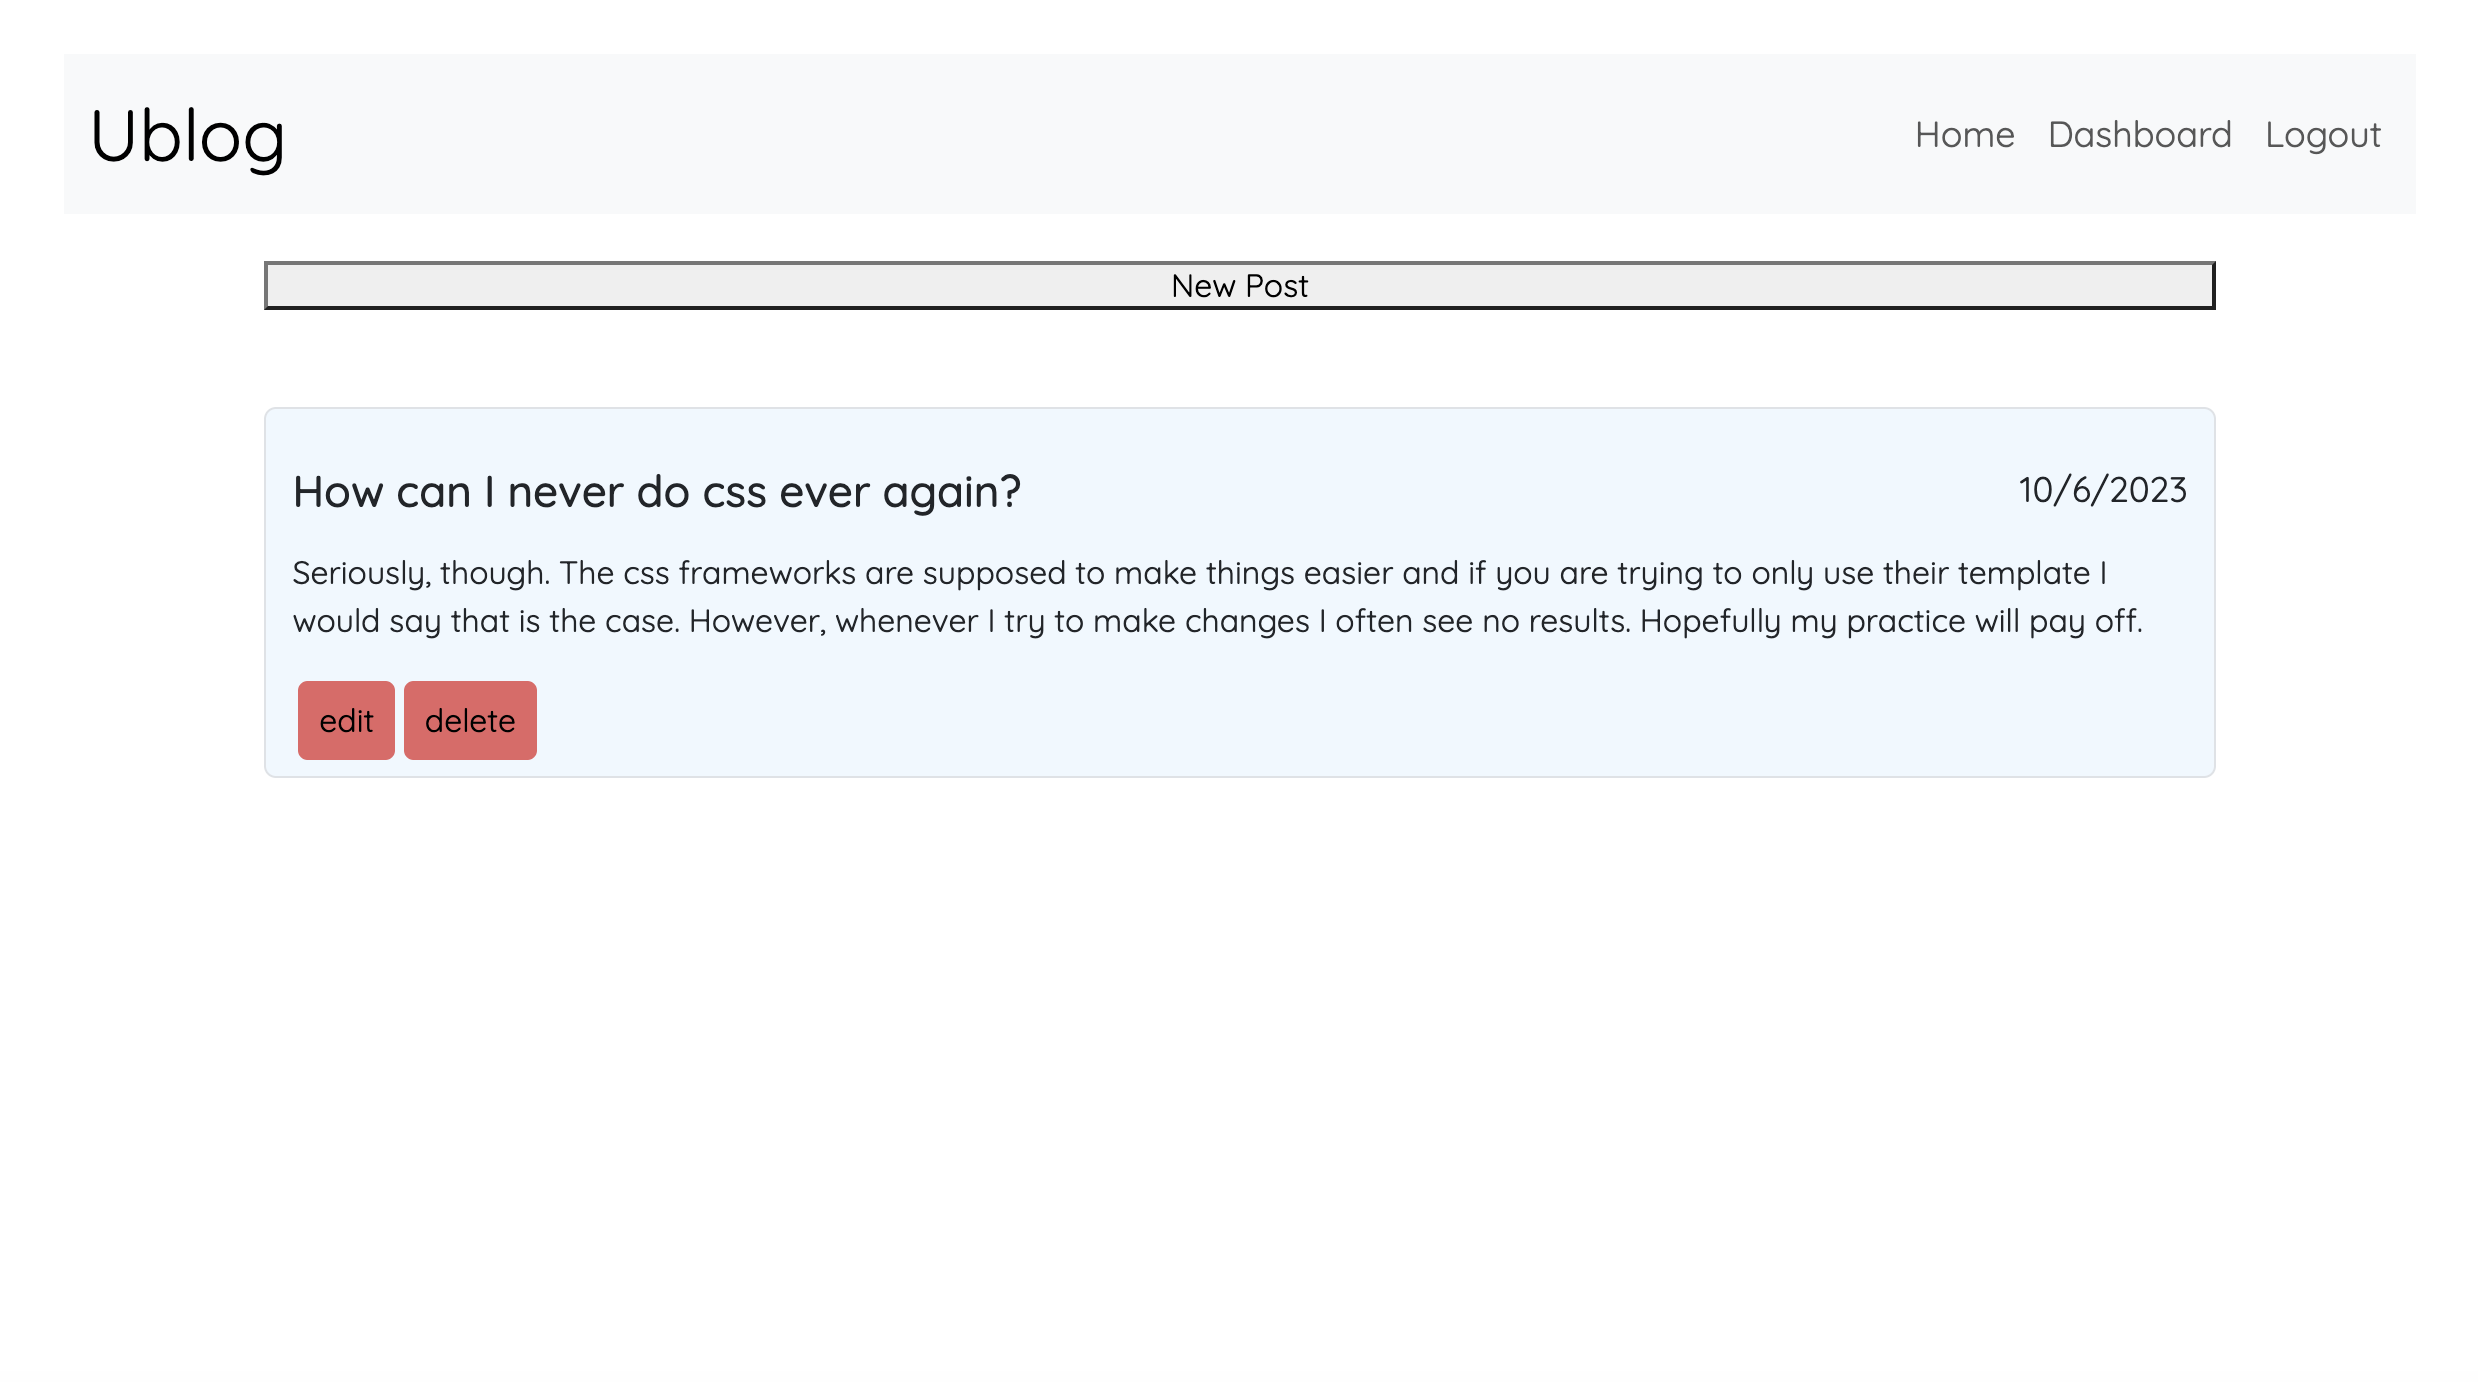 Ublog
Home Dashboard Logout
New Post
How can I never do css ever again?
10/6/2023
Seriously, though. The css frameworks are supposed to make things easier and if you are trying to only use their template I
would say that is the case. However, whenever I try to make changes I often see no results. Hopefully my practice will pay off.
edit delete